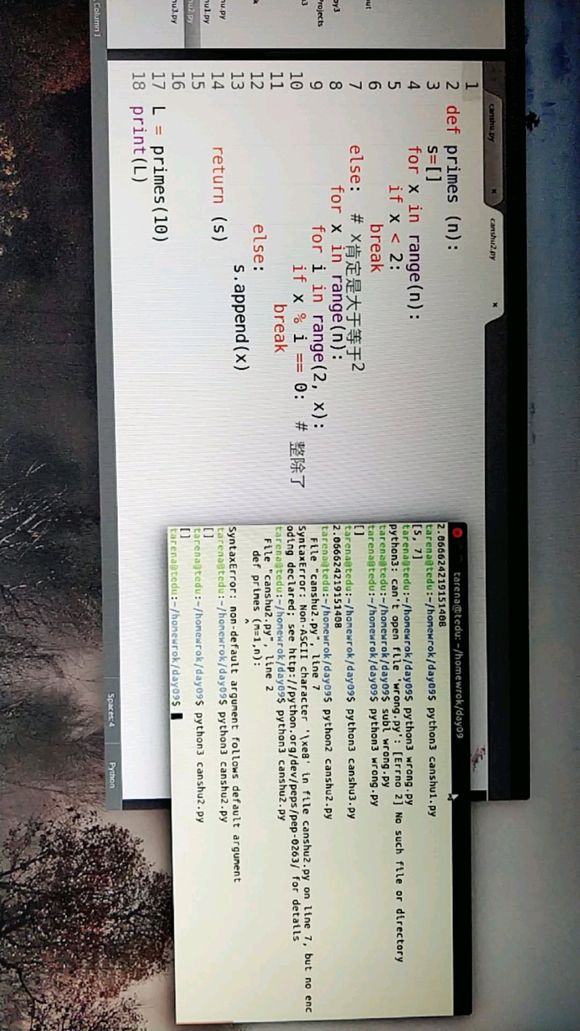 canshu.py
canshu2.py
1
2 def primes (n):
3 s=[]
4 for x in range(n):
5 if x < 2:
6 break
7 else: # x肯定是大于等于2
8 for x in range(n):
9 for i in range(2, x):
10 if x % i == 0: # 整除了
11 break
12 else:
13 s.append(x)
14 return (s)
15
16
17 L = primes(10)
18 print(L)
Spaces: 4
Python
tarena@tedu: ~/homewrok/day09
2.0666242191514​08
tarena@tedu:~/homewrok/day09$ python3 canshu1.py
[5, 7]
tarena@tedu:~/homewrok/day09$ python3 wrong.py
python3: can't open file 'wrong.py': [Errno 2] No such file or directory
tarena@tedu:~/homewrok/day09$ subl wrong.py
tarena@tedu:~/homewrok/day09$ python3 wrong.py
[]
tarena@tedu:~/homewrok/day09$ python3 canshu3.py
2.066624219151408
tarena@tedu:~/homewrok/day09$ python2 canshu2.py
File "canshu2.py", line 7
SyntaxError: Non-ASCII character '\xe8' in file canshu2.py on line 7, but no enc
oding declared; see http://python.org/dev/peps/pep-0263/ for details
tarena@tedu:~/homewrok/day09$ python3 canshu2.py
File "canshu2.py", line 2
def primes (n=1,n):
^
SyntaxError: non-default argument follows default argument
tarena@tedu:~/homewrok/day09$ python3 canshu2.py
[]
tarena@tedu:~/homewrok/day09$ python3 canshu2.py
[]
tarena@tedu:~/homewrok/day09$